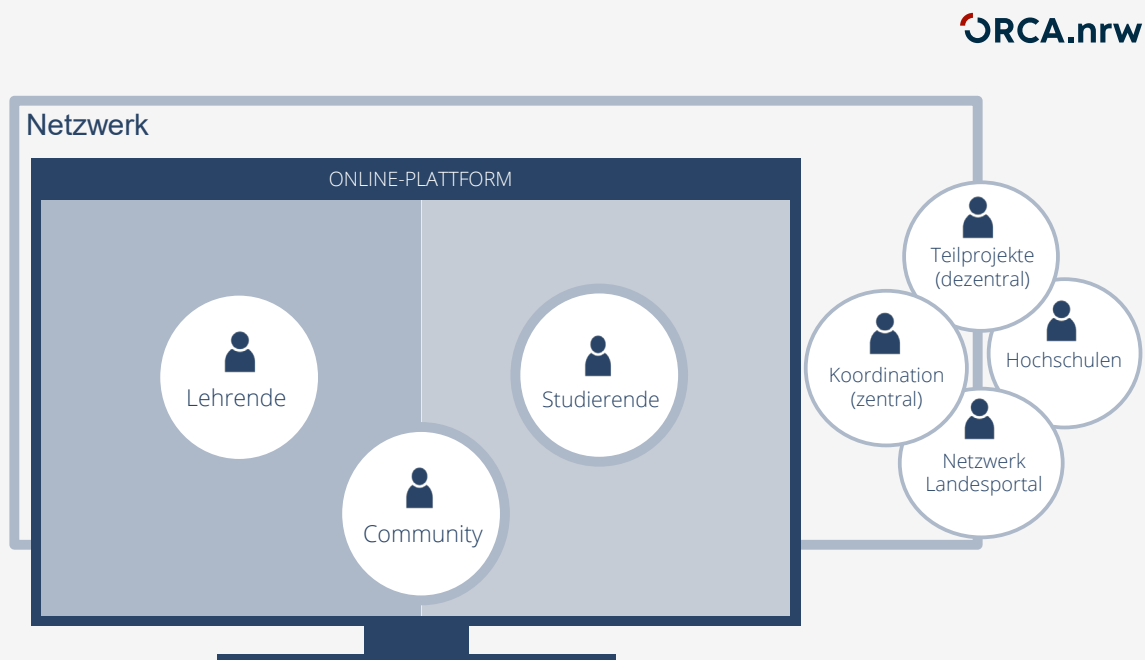 ORCA.nrw
Netzwerk
ONLINE-PLATTFORM
Lehrende
Studierende
Community
Teilprojekte
(dezentral)
Hochschulen
Koordination
(zentral)
Netzwerk
Landesportal